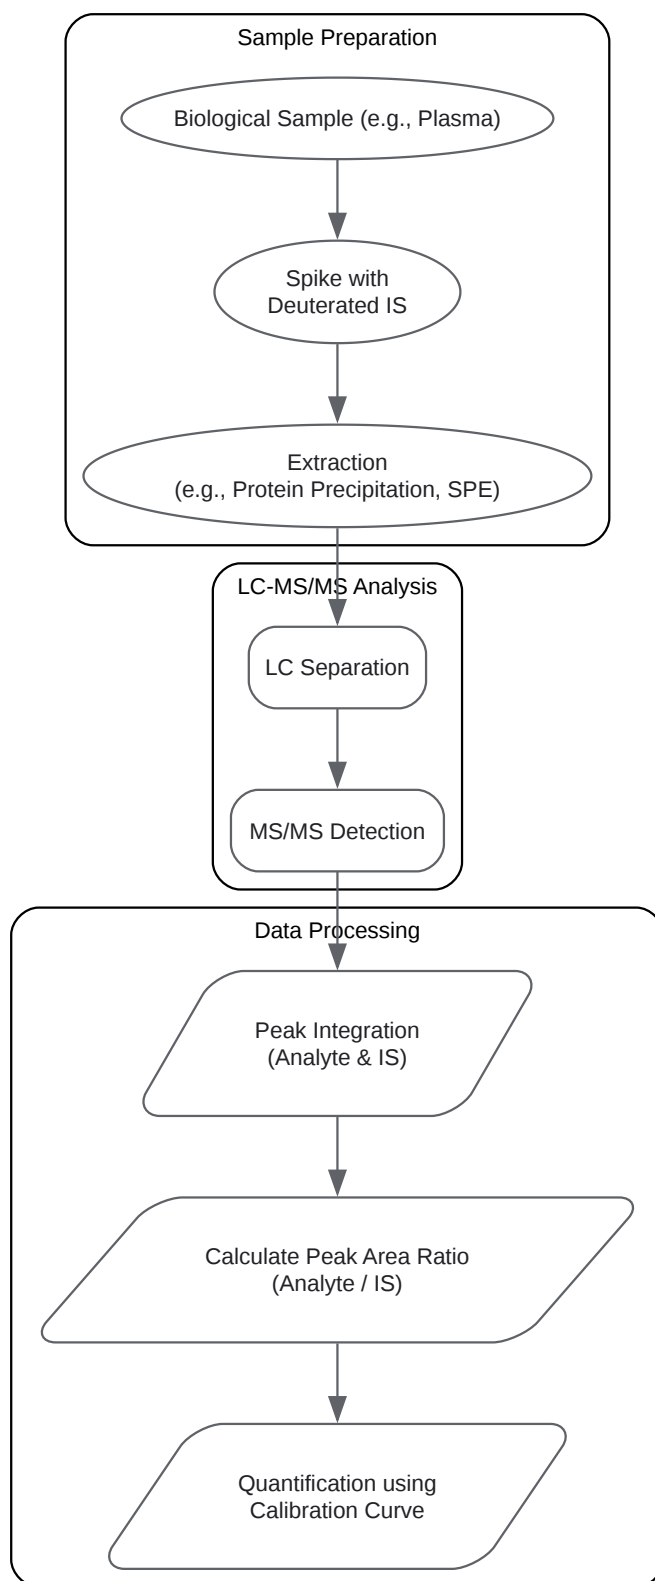 Sample Preparation
Biological Sample (e.g., Plasma)
Spike with
Deuterated IS
Extraction
(e.g., Protein Precipitation, SPE)
LC-MS/MS Analysis
LC Separation
MS/MS Detection
Data Processing
Peak Integration
(Analyte & IS)
Calculate Peak Area Ratio
(Analyte / IS)
Quantification using
Calibration Curve